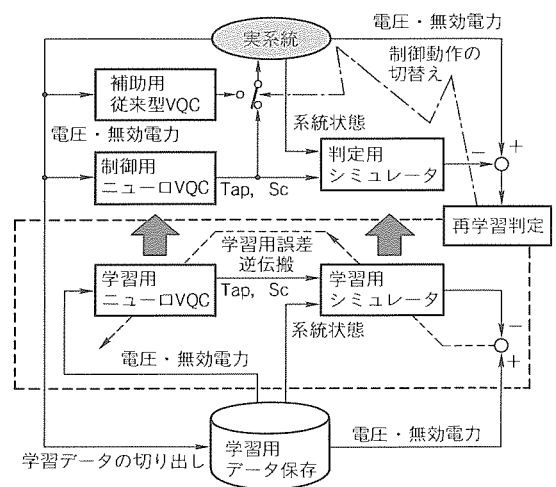 電圧・無効電力
実系統
制御動作の
切替え
補助用
従来型VQC
電圧・無効電力
系統状態
制御用
ニューロVQC
Tap, Sc
判定用
シミュレータ
－
＋
再学習判定
学習用誤差
逆伝搬
学習用
ニューロVQC
Tap, Sc
学習用
シミュレータ
系統状態
－
＋
電圧・無効電力
電圧・無効電力
学習用
データ保存
学習データの切り出し